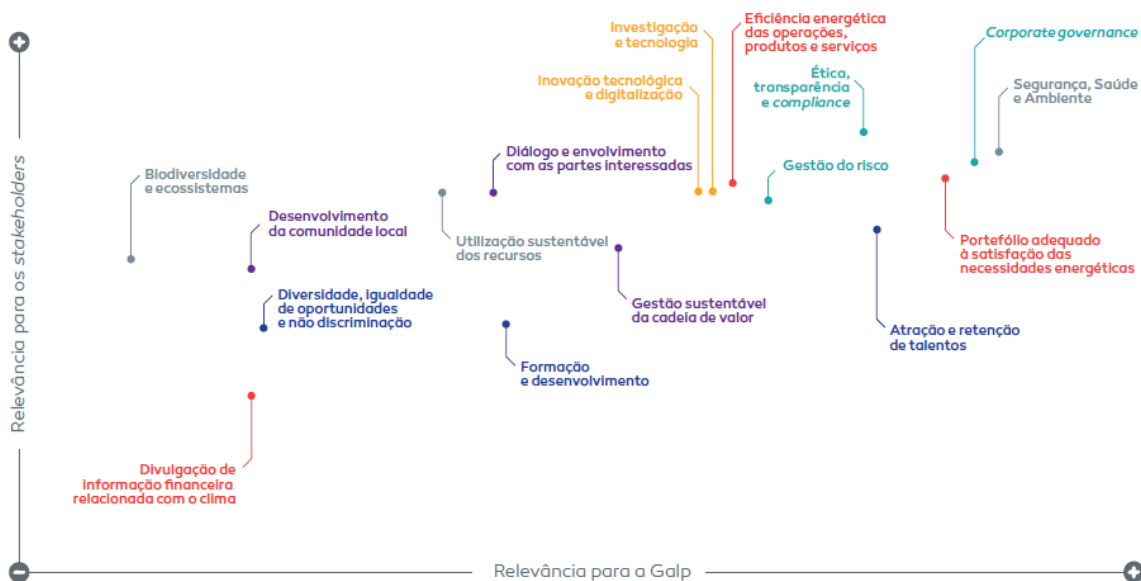 Investigação
e tecnologia
Eficiência energética
das operações,
produtos e serviços
Corporate governance
Inovação tecnológica
e digitalização
Ética,
transparência
e compliance
Segurança, Saúde
e Ambiente
Diálogo e envolvimento
com as partes interessadas
Gestão do risco
Biodiversidade
e ecossistemas
Desenvolvimento
da comunidade local
Utilização sustentável
dos recursos
Portefólio adequado
à satisfação das
necessidades energéticas
Diversidade, igualdade
de oportunidades
e não discriminação
Gestão sustentável
da cadeia de valor
Atração e retenção
de talentos
Formação
e desenvolvimento
Divulgação de
informação financeira
relacionada com o clima
Relevância para os stakeholders
Relevância para a Galp